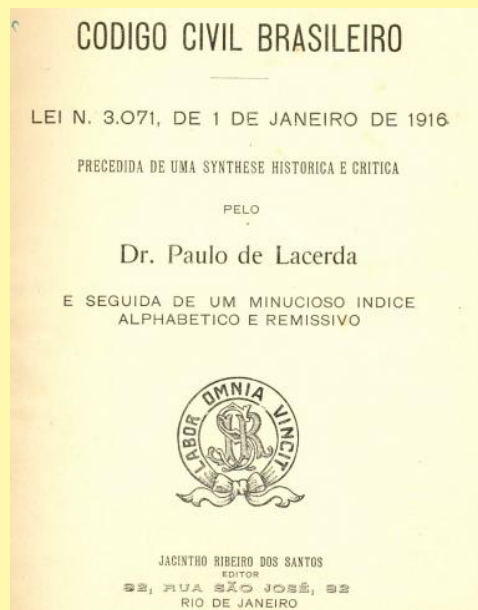 CODIGO CIVIL BRASILEIRO
LEI N. 3.071, DE 1 DE JANEIRO DE 1916
PRECEDIDA DE UMA SYNTHESE HISTORICA E CRITICA
PELO
Dr. Paulo de Lacerda
E SEGUIDA DE UM MINUCIOSO INDICE
ALPHABETICO E REMISSIVO
LABOR OMNIA VINCIT
JACINTHO RIBEIRO DOS SANTOS
EDITOR
82, RUA SÃO JOSÉ, 82
RIO DE JANEIRO